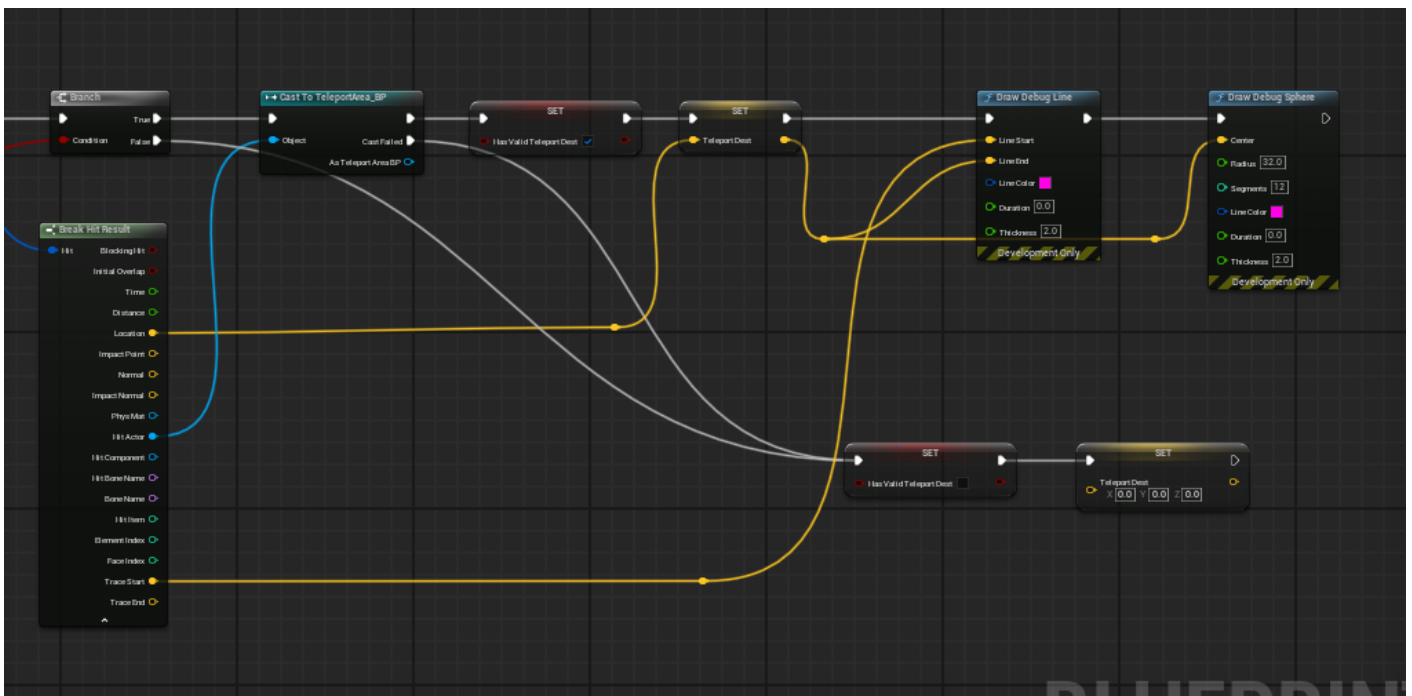 Branch
True
Condition
False
Cast To TeleportArea_BP
Object
Cast Failed
As Teleport Area BP
SET
Has Valid Teleport Dest
SET
Teleport Dest
Draw Debug Line
Line Start
Line End
Line Color
Duration 0.0
Thickness 2.0
Development Only
Draw Debug Sphere
Center
Radius 32.0
Segments 12
Line Color
Duration 0.0
Thickness 2.0
Development Only
Break Hit Result
Hit
Blocking Hit
Initial Overlap
Time
Distance
Location
Impact Point
Normal
Impact Normal
Phys Mat
Hit Actor
Hit Component
Hit Bone Name
Bone Name
Hit Item
Element Index
Face Index
Trace Start
Trace End
SET
Has Valid Teleport Dest
SET
Teleport Dest
X 0.0 Y 0.0 Z 0.0